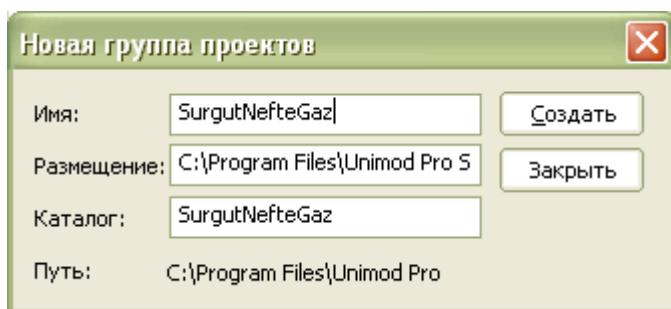 Новая группа проектов
Имя: SurgutNefteGaz Создать
Размещение: C:\Program Files\Unimod Pro S Закрыть
Каталог: SurgutNefteGaz
Путь: C:\Program Files\Unimod Pro